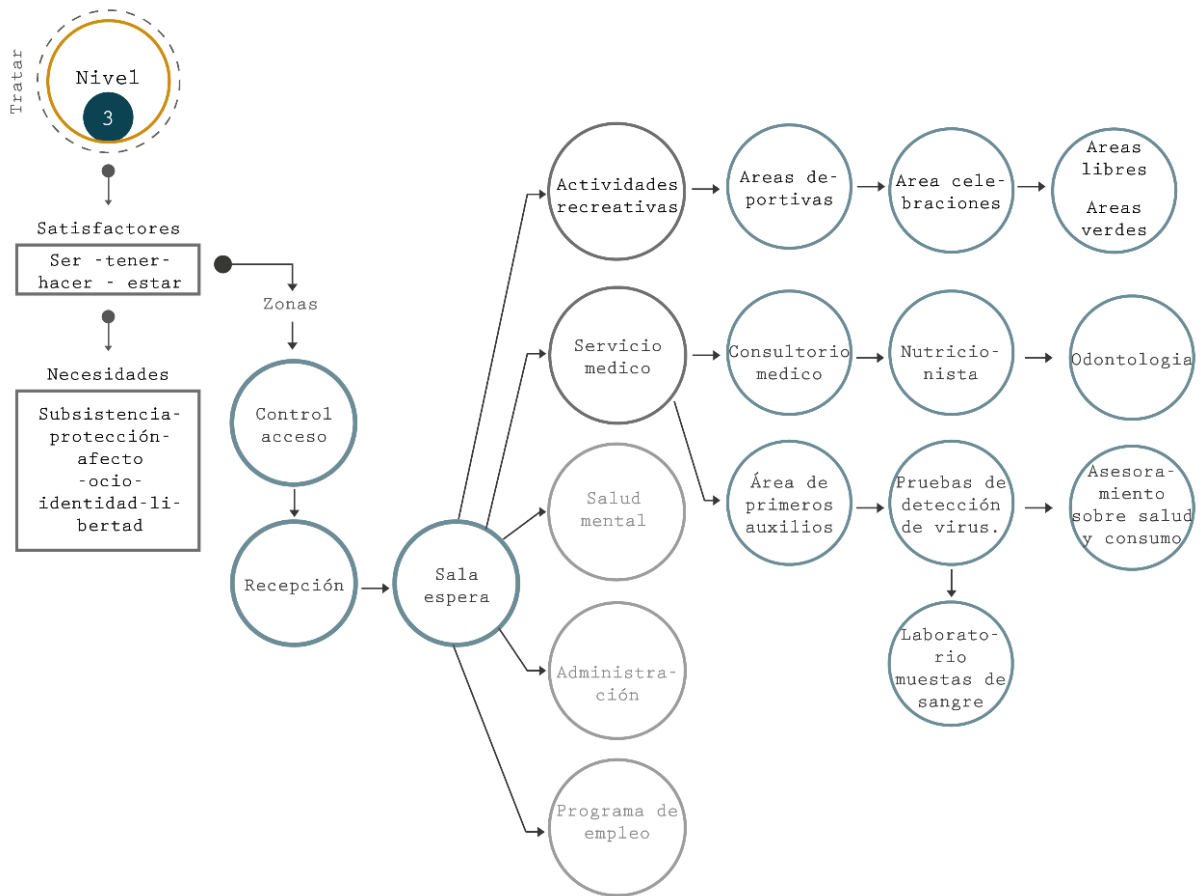 Tratar
Nivel
3
Satisfactores
Ser -tener-
hacer - estar
Necesidades
Subsistencia-
protección-
afecto
-ocio-
identidad-li-
bertad
Zonas
Control
acceso
Recepción
Sala
espera
Actividades
recreativas
Areas de-
portivas
Area cele-
braciones
Areas
libres
Areas
verdes
Servicio
medico
Consultorio
medico
Nutricio-
nista
Odontologia
Área de
primeros
auxilios
Pruebas de
detección
de virus.
Asesora-
miento
sobre salud
y consumo
Laborato-
rio
muestas de
sangre
Salud
mental
Administra-
ción
Programa de
empleo